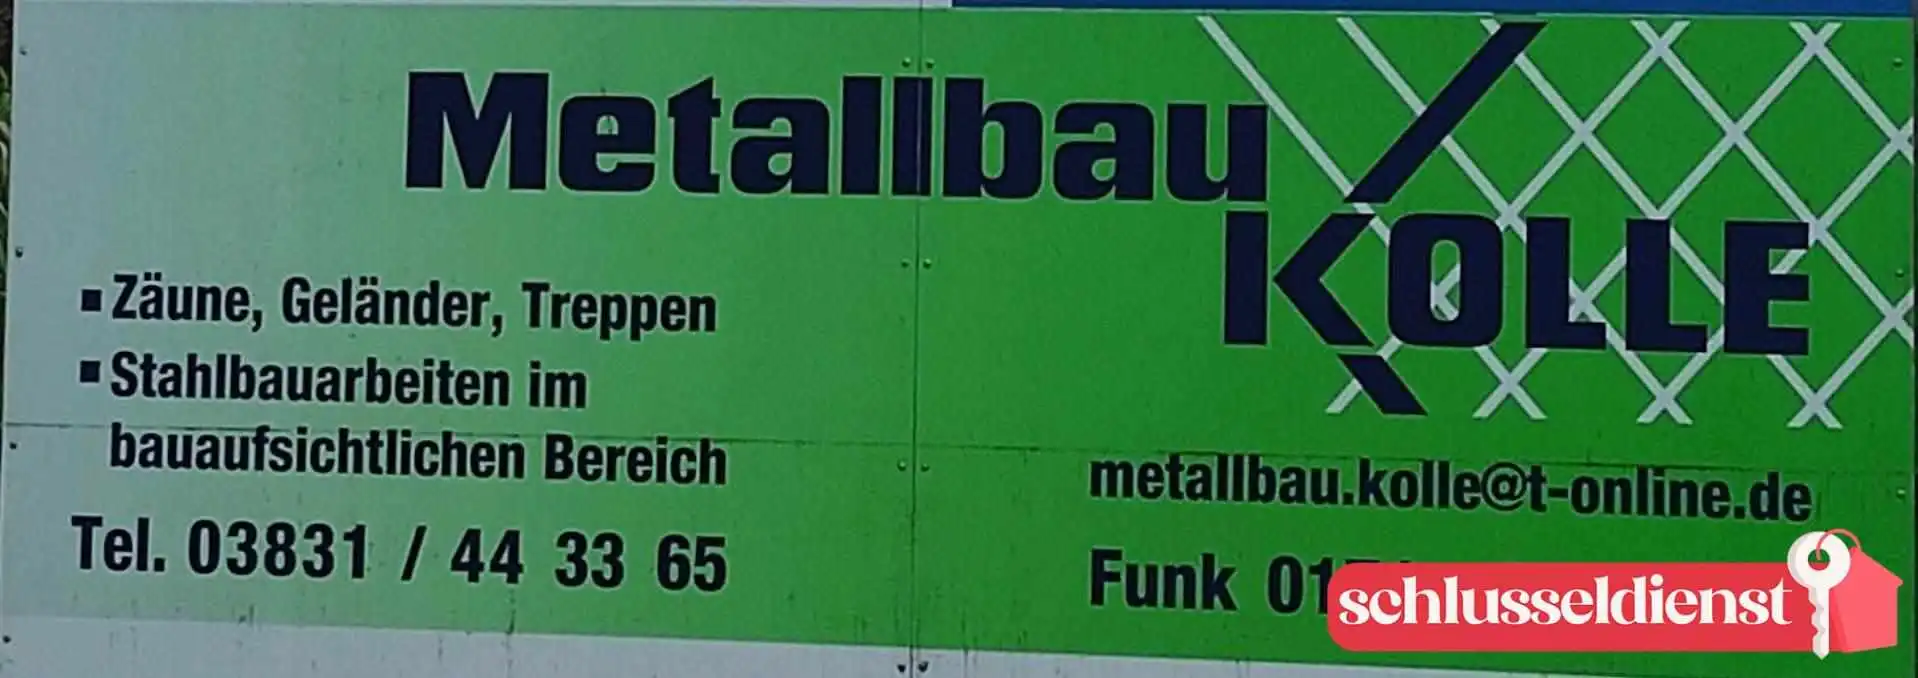 Metallbau
KOLLE
▪ Zäune, Geländer, Treppen
▪ Stahlbauarbeiten im
bauaufsichtlichen Bereich
Tel. 03831 / 44 33 65
metallbau.kolle@t-online.de
Funk
schlusseldienst